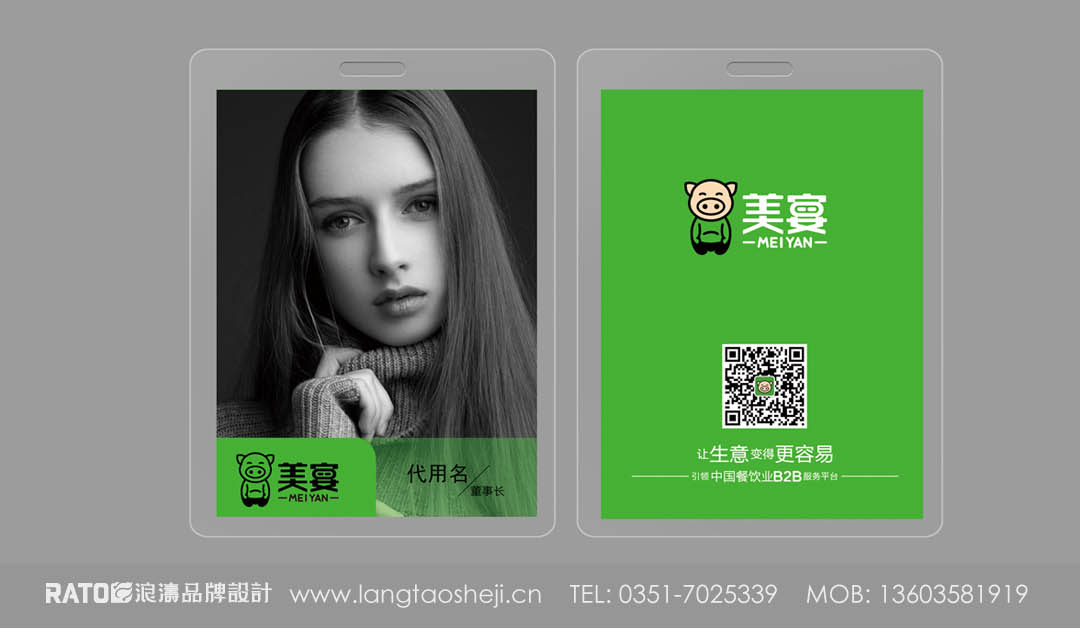 美宴
MEI YAN
代用名/董事长
美宴
MEI YAN
让生意变得更容易
引领中国餐饮业B2B服务平台
RATO 浪濤品牌設計 www.langtaosheji.cn TEL: 0351-7025339 MOB: 13603581919